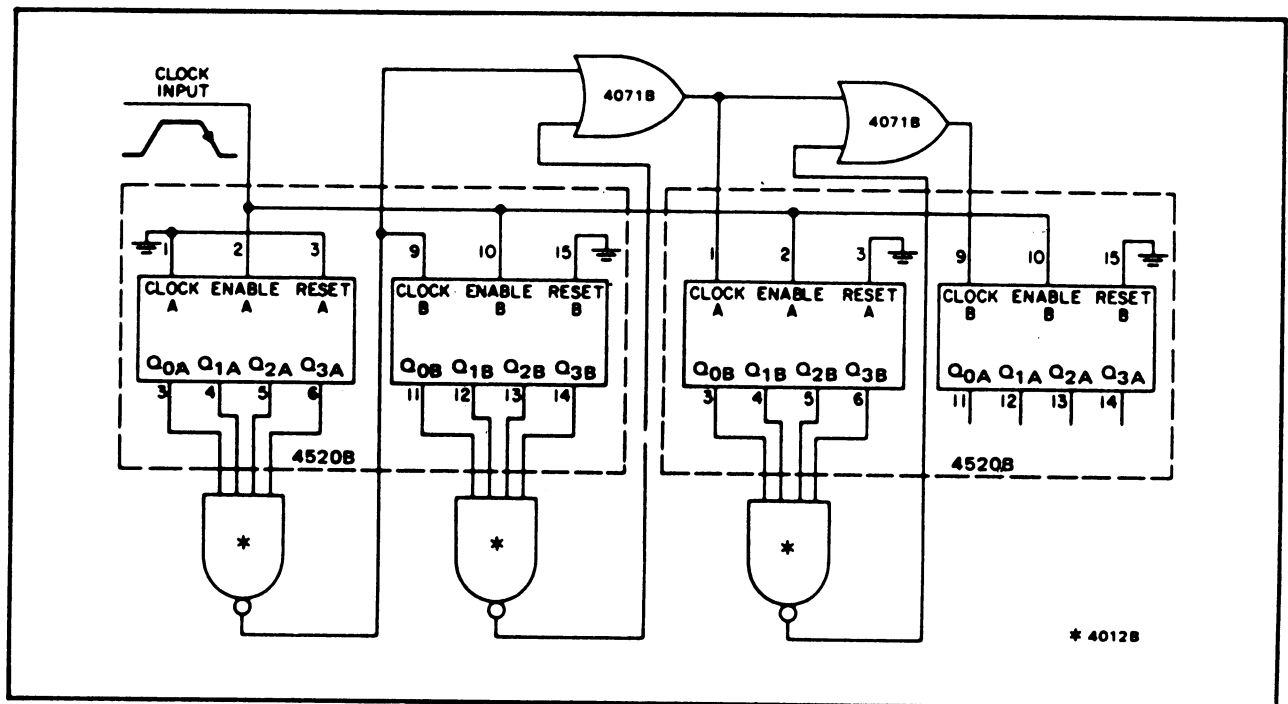 CLOCK
INPUT
4071B
4071B
1 2 3 9 10 15 1 2 3 9 10 15
CLOCK ENABLE RESET
A A A
CLOCK ENABLE RESET
B B B
CLOCK ENABLE RESET
A A A
CLOCK ENABLE RESET
B B B
Q0A Q1A Q2A Q3A
Q0B Q1B Q2B Q3B
Q0B Q1B Q2B Q3B
Q0A Q1A Q2A Q3A
3 4 5 6 11 12 13 14 3 4 5 6 11 12 13 14
4520B
4520B
* * *
* 4012B